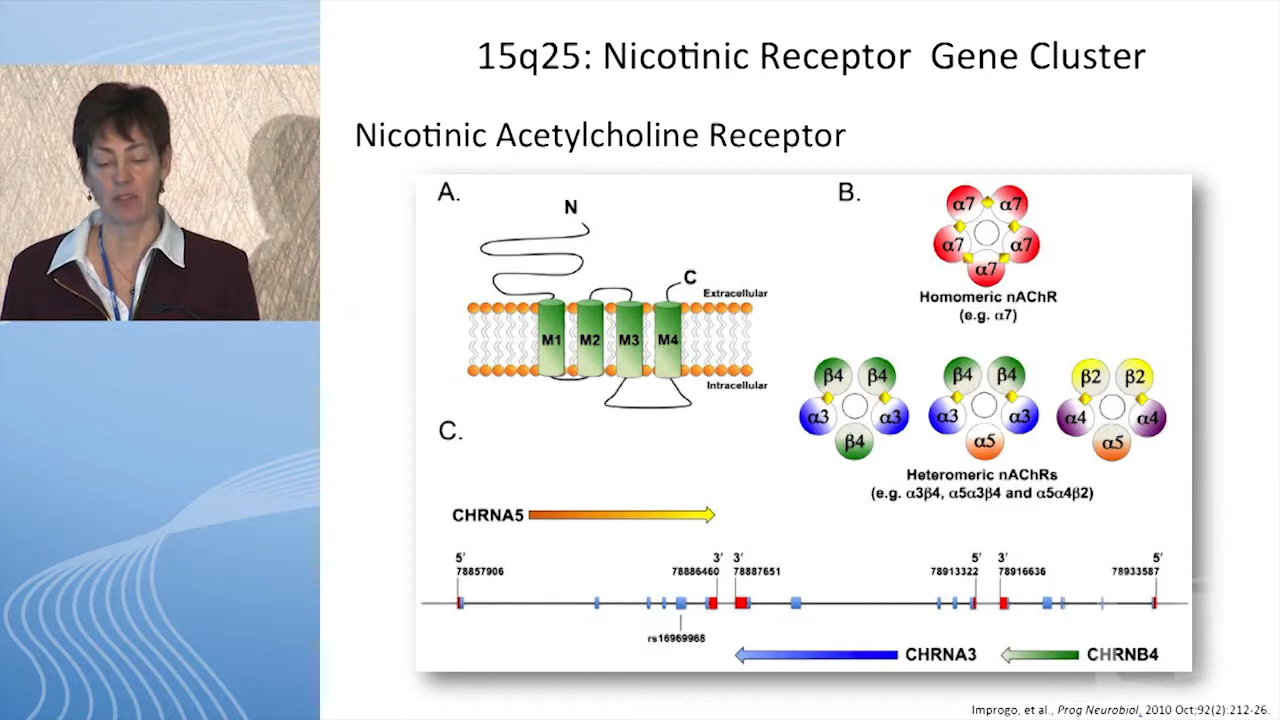 15q25: Nicotinic Receptor Gene Cluster
Nicotinic Acetylcholine Receptor
A.
N
C
Extracellular
M1 M2 M3 M4
Intracellular
B.
α7 α7
α7 α7
α7
Homomeric nAChR
(e.g. α7)
β4 β4 β4 β4 β2 β2
α3 α3 α3 α3 α4 α4
β4 α5 α5
Heteromeric nAChRs
(e.g. α3β4, α5α3β4 and α5α4β2)
C.
CHRNA5
5′ 3′ 3′ 5′ 3′ 5′
78857906 78886460 78887651 78913322 78916636 78933587
rs16969968
CHRNA3 CHRNB4
Improgo, et al., Prog Neurobiol. 2010 Oct;92(2):212-26.